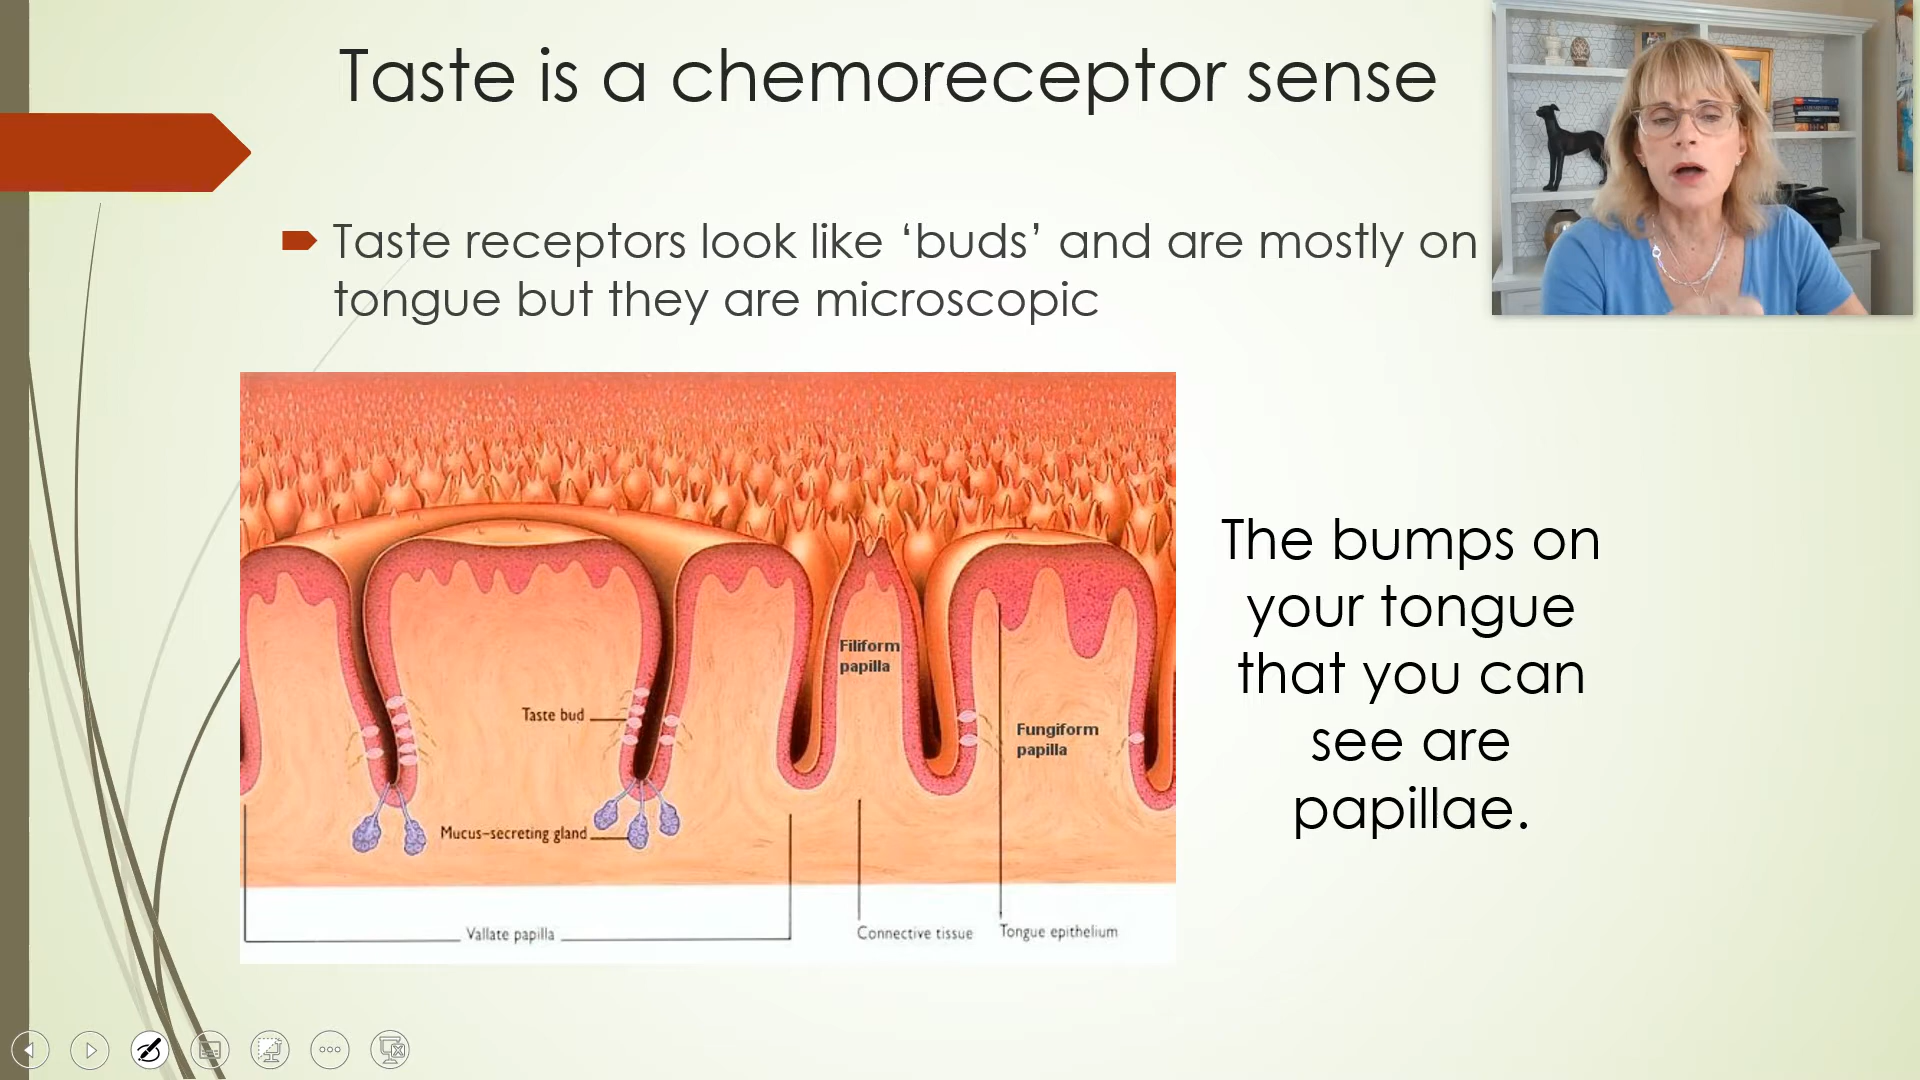 Taste is a chemoreceptor sense
Taste receptors look like ‘buds’ and are mostly on
tongue but they are microscopic
Filiform
papilla
Taste bud
Fungiform
papilla
Mucus-secreting gland
Vallate papilla
Connective tissue
Tongue epithelium
The bumps on
your tongue
that you can
see are
papillae.